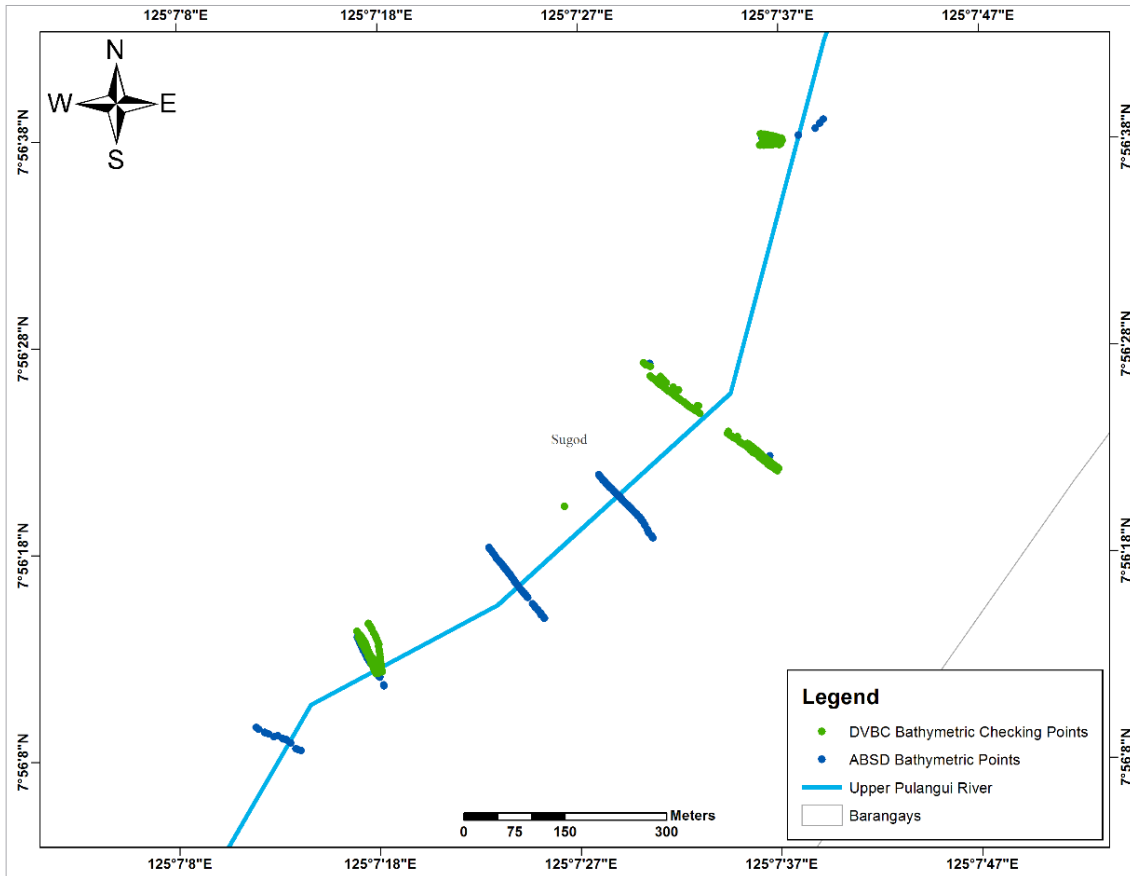 125°7'8"E 125°7'18"E 125°7'27"E 125°7'37"E 125°7'47"E
N
W E
S
7°56'38"N 7°56'38"N
7°56'28"N 7°56'28"N
Sugod
7°56'18"N 7°56'18"N
7°56'8"N 7°56'8"N
Legend
DVBC Bathymetric Checking Points
ABSD Bathymetric Points
Upper Pulangui River
Barangays
Meters
0 75 150 300
125°7'8"E 125°7'18"E 125°7'27"E 125°7'37"E 125°7'47"E